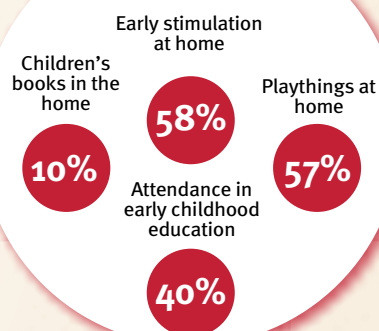 Early stimulation
at home
58%
Children’s
books in the
home
10%
Playthings at
home
57%
Attendance in
early childhood
education
40%